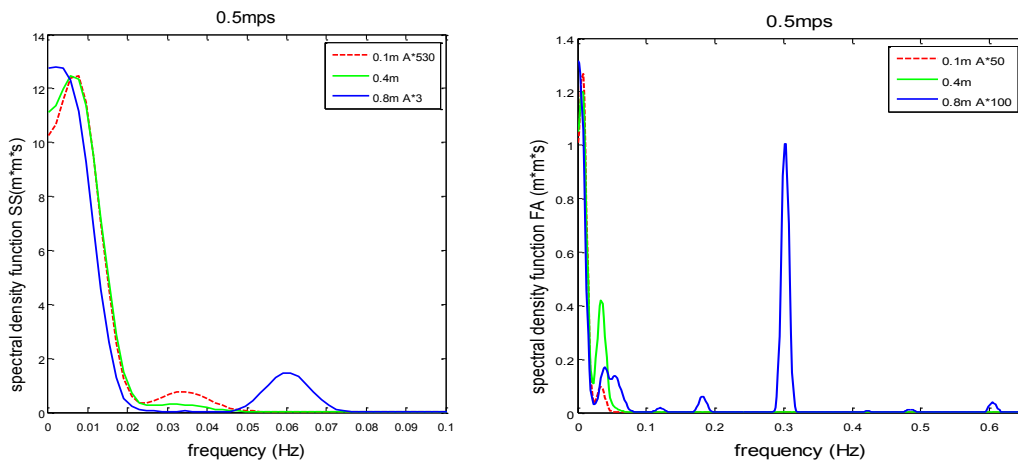 0.5mps
spectral density function SS(m*m*s)
14
12
10
8
6
4
2
0
0.1m A*530
0.4m
0.8m A*3
0 0.01 0.02 0.03 0.04 0.05 0.06 0.07 0.08 0.09 0.1
frequency (Hz)
0.5mps
spectral density function FA (m*m*s)
1.4
1.2
1
0.8
0.6
0.4
0.2
0
0.1m A*50
0.4m
0.8m A*100
0 0.1 0.2 0.3 0.4 0.5 0.6
frequency (Hz)